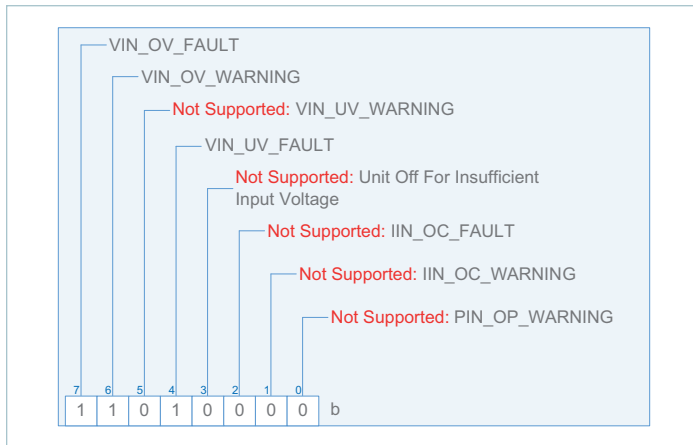 VIN_OV_FAULT
VIN_OV_WARNING
Not Supported: VIN_UV_WARNING
VIN_UV_FAULT
Not Supported: Unit Off For Insufficient
Input Voltage
Not Supported: IIN_OC_FAULT
Not Supported: IIN_OC_WARNING
Not Supported: PIN_OP_WARNING
7 6 5 4 3 2 1 0
1 1 0 1 0 0 0 0 b